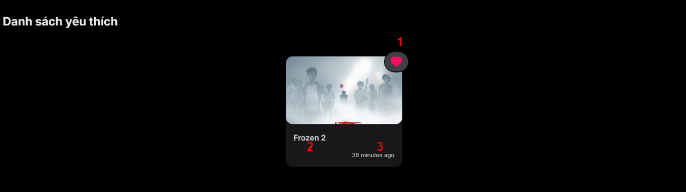 Danh sách yêu thích
1
Frozen 2
2
3
38 minutes ago